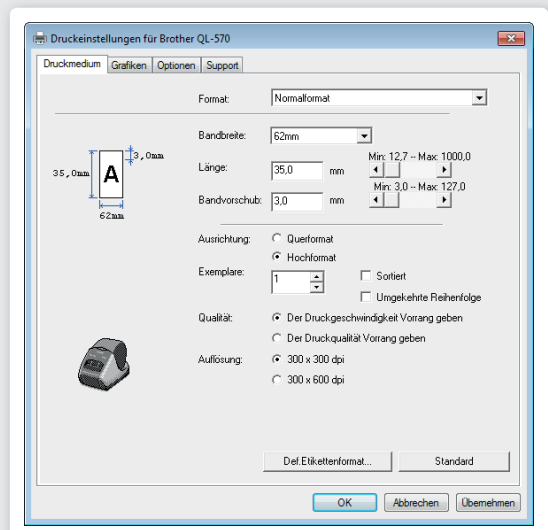 Druckeinstellungen für Brother QL-570
Druckmedium Grafiken Optionen Support
Format: Normalformat
Bandbreite: 62mm
Länge: 35,0 mm Min: 12,7 -- Max: 1000,0
Bandvorschub: 3,0 mm Min: 3,0 -- Max: 127,0
3,0mm
35,0mm
A
62mm
Ausrichtung: Querformat
Hochformat
Exemplare: 1 Sortiert
Umgekehrte Reihenfolge
Qualität: Der Druckgeschwindigkeit Vorrang geben
Der Druckqualität Vorrang geben
Auflösung: 300 x 300 dpi
300 x 600 dpi
Def.Etikettenformat... Standard
OK Abbrechen Übernehmen